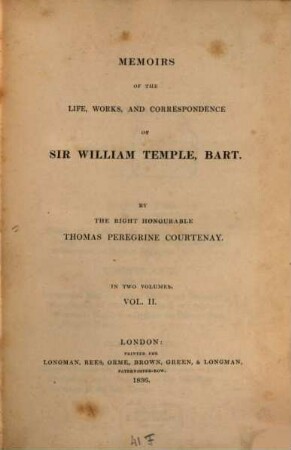 MEMOIRS
OF THE
LIFE, WORKS, AND CORRESPONDENCE
OF
SIR WILLIAM TEMPLE, BART.
BY
THE RIGHT HONOURABLE
THOMAS PEREGRINE COURTENAY.
IN TWO VOLUMES.
VOL. II.
LONDON:
PRINTED FOR
LONGMAN, REES, ORME, BROWN, GREEN, & LONGMAN,
PATERNOSTER-ROW;
1836.